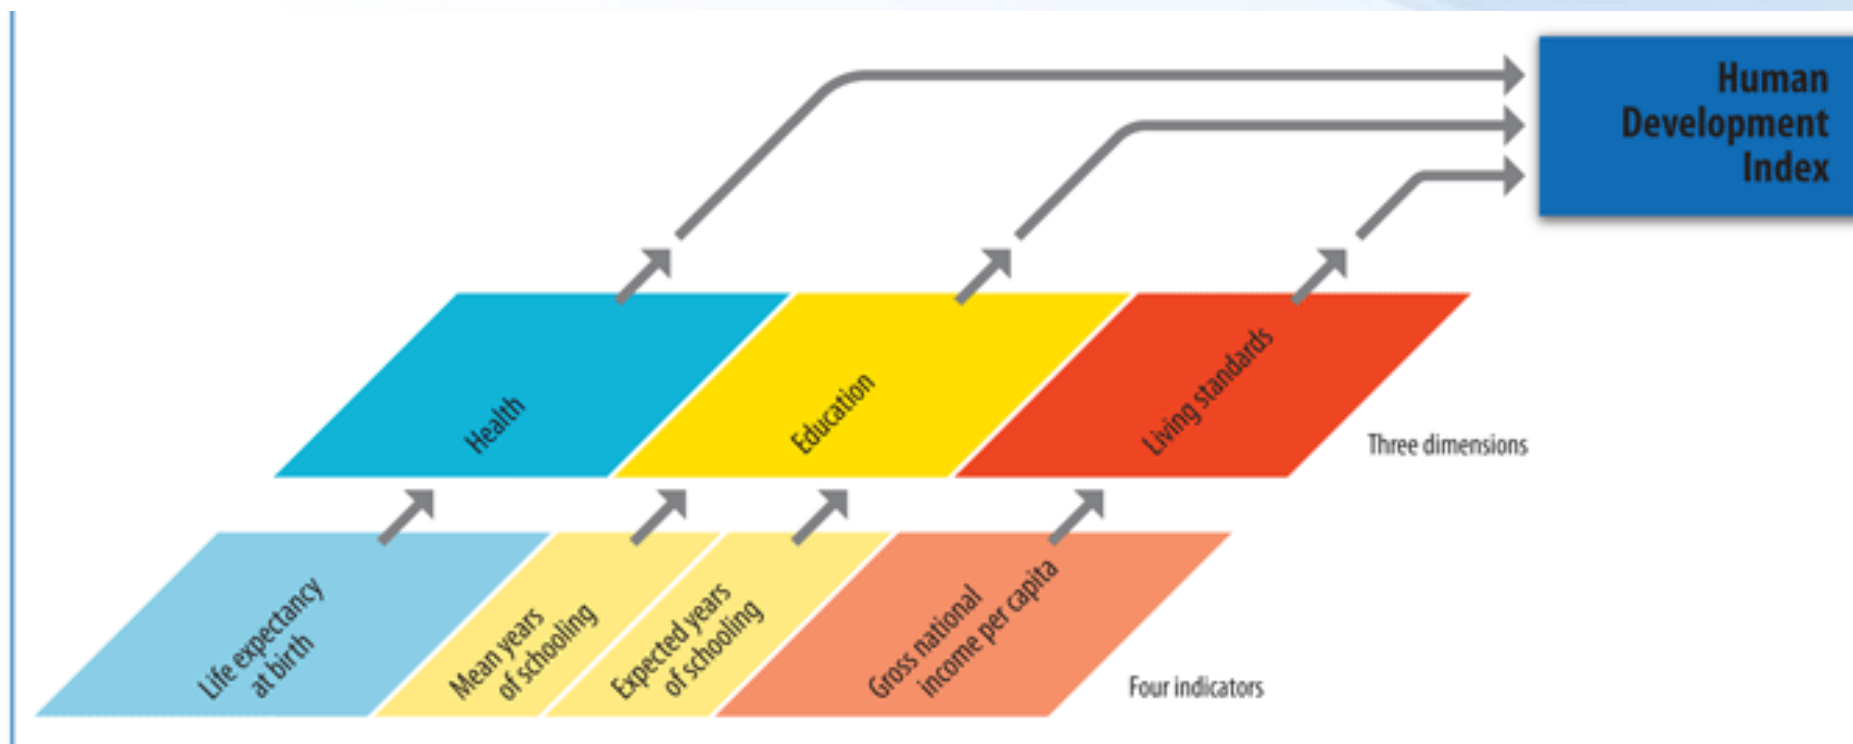 Human
Development
Index
Health
Education
Living standards
Three dimensions
Life expectancy
at birth
Mean years
of schooling
Expected years
of schooling
Gross national
income per capita
Four indicators